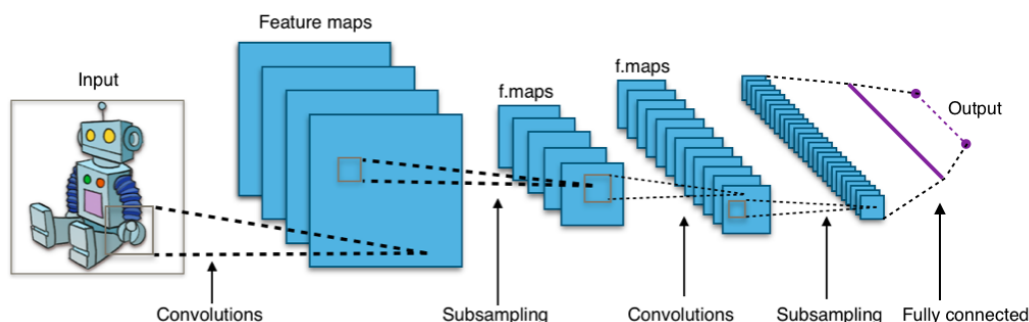 Feature maps
Input
f.maps
f.maps
Output
Convolutions
Subsampling
Convolutions
Subsampling
Fully connected